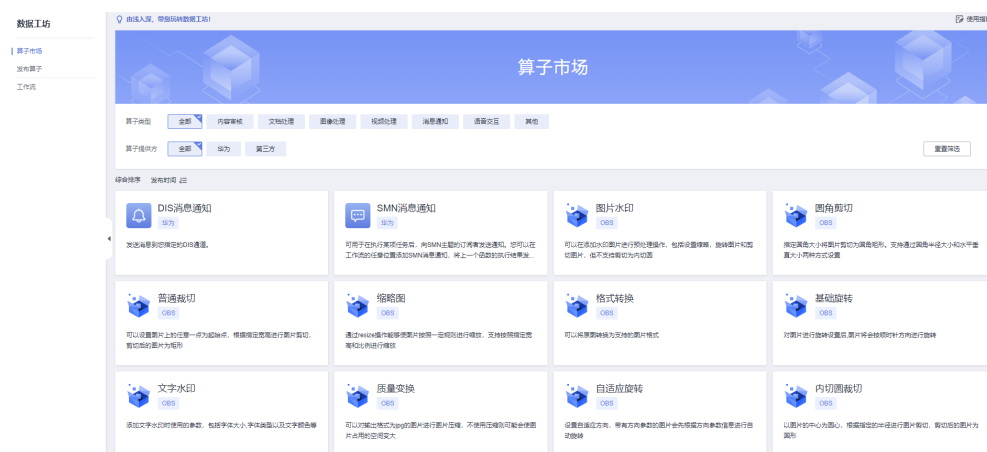 数据工坊
算子市场
发布算子
工作流
由浅入深，带您玩转数据工坊！
使用指
算子市场
算子类型 全部 内容审核 文档处理 图像处理 视频处理 消息通知 语音交互 其他
算子提供方 全部 华为 第三方 重置筛选
综合排序 发布时间
DIS消息通知
华为
发送消息到您指定的DIS通道。
SMN消息通知
华为
可用于在执行某项任务后，向SMN主题的订阅者发送通知。您可以在
工作流的任意位置添加SMN消息通知，将上一个函数的执行结果发...
图片水印
OBS
可以在添加水印图片进行预处理操作，包括设置缩略，旋转图片和剪
切图片，但不支持剪切为内切圆
圆角剪切
OBS
指定圆角大小将图片剪切为圆角矩形。支持通过圆角半径大小和水平垂
直大小两种方式设置
普通裁切
OBS
可以设置图片上的任意一点为起始点，根据指定宽高进行图片剪切，
剪切后的图片为矩形
缩略图
OBS
通过resize操作能够使图片按照一定规则进行缩放，支持按照指定宽
高和比例进行缩放
格式转换
OBS
可以将原图转换为支持的图片格式
基础旋转
OBS
对图片进行旋转设置后,图片将会按顺时针方向进行旋转
文字水印
OBS
添加文字水印时使用的参数，包括字体大小,字体类型以及文字颜色等
质量变换
OBS
可以对输出格式为jpg的图片进行图片压缩，不使用压缩则可能会使图
片占用的空间变大
自适应旋转
OBS
设置自适应方向，带有方向参数的图片会先根据方向参数信息进行自
动旋转
内切圆裁切
OBS
以图片的中心为圆心，根据指定的半径进行图片剪切，剪切后的图片为
圆形